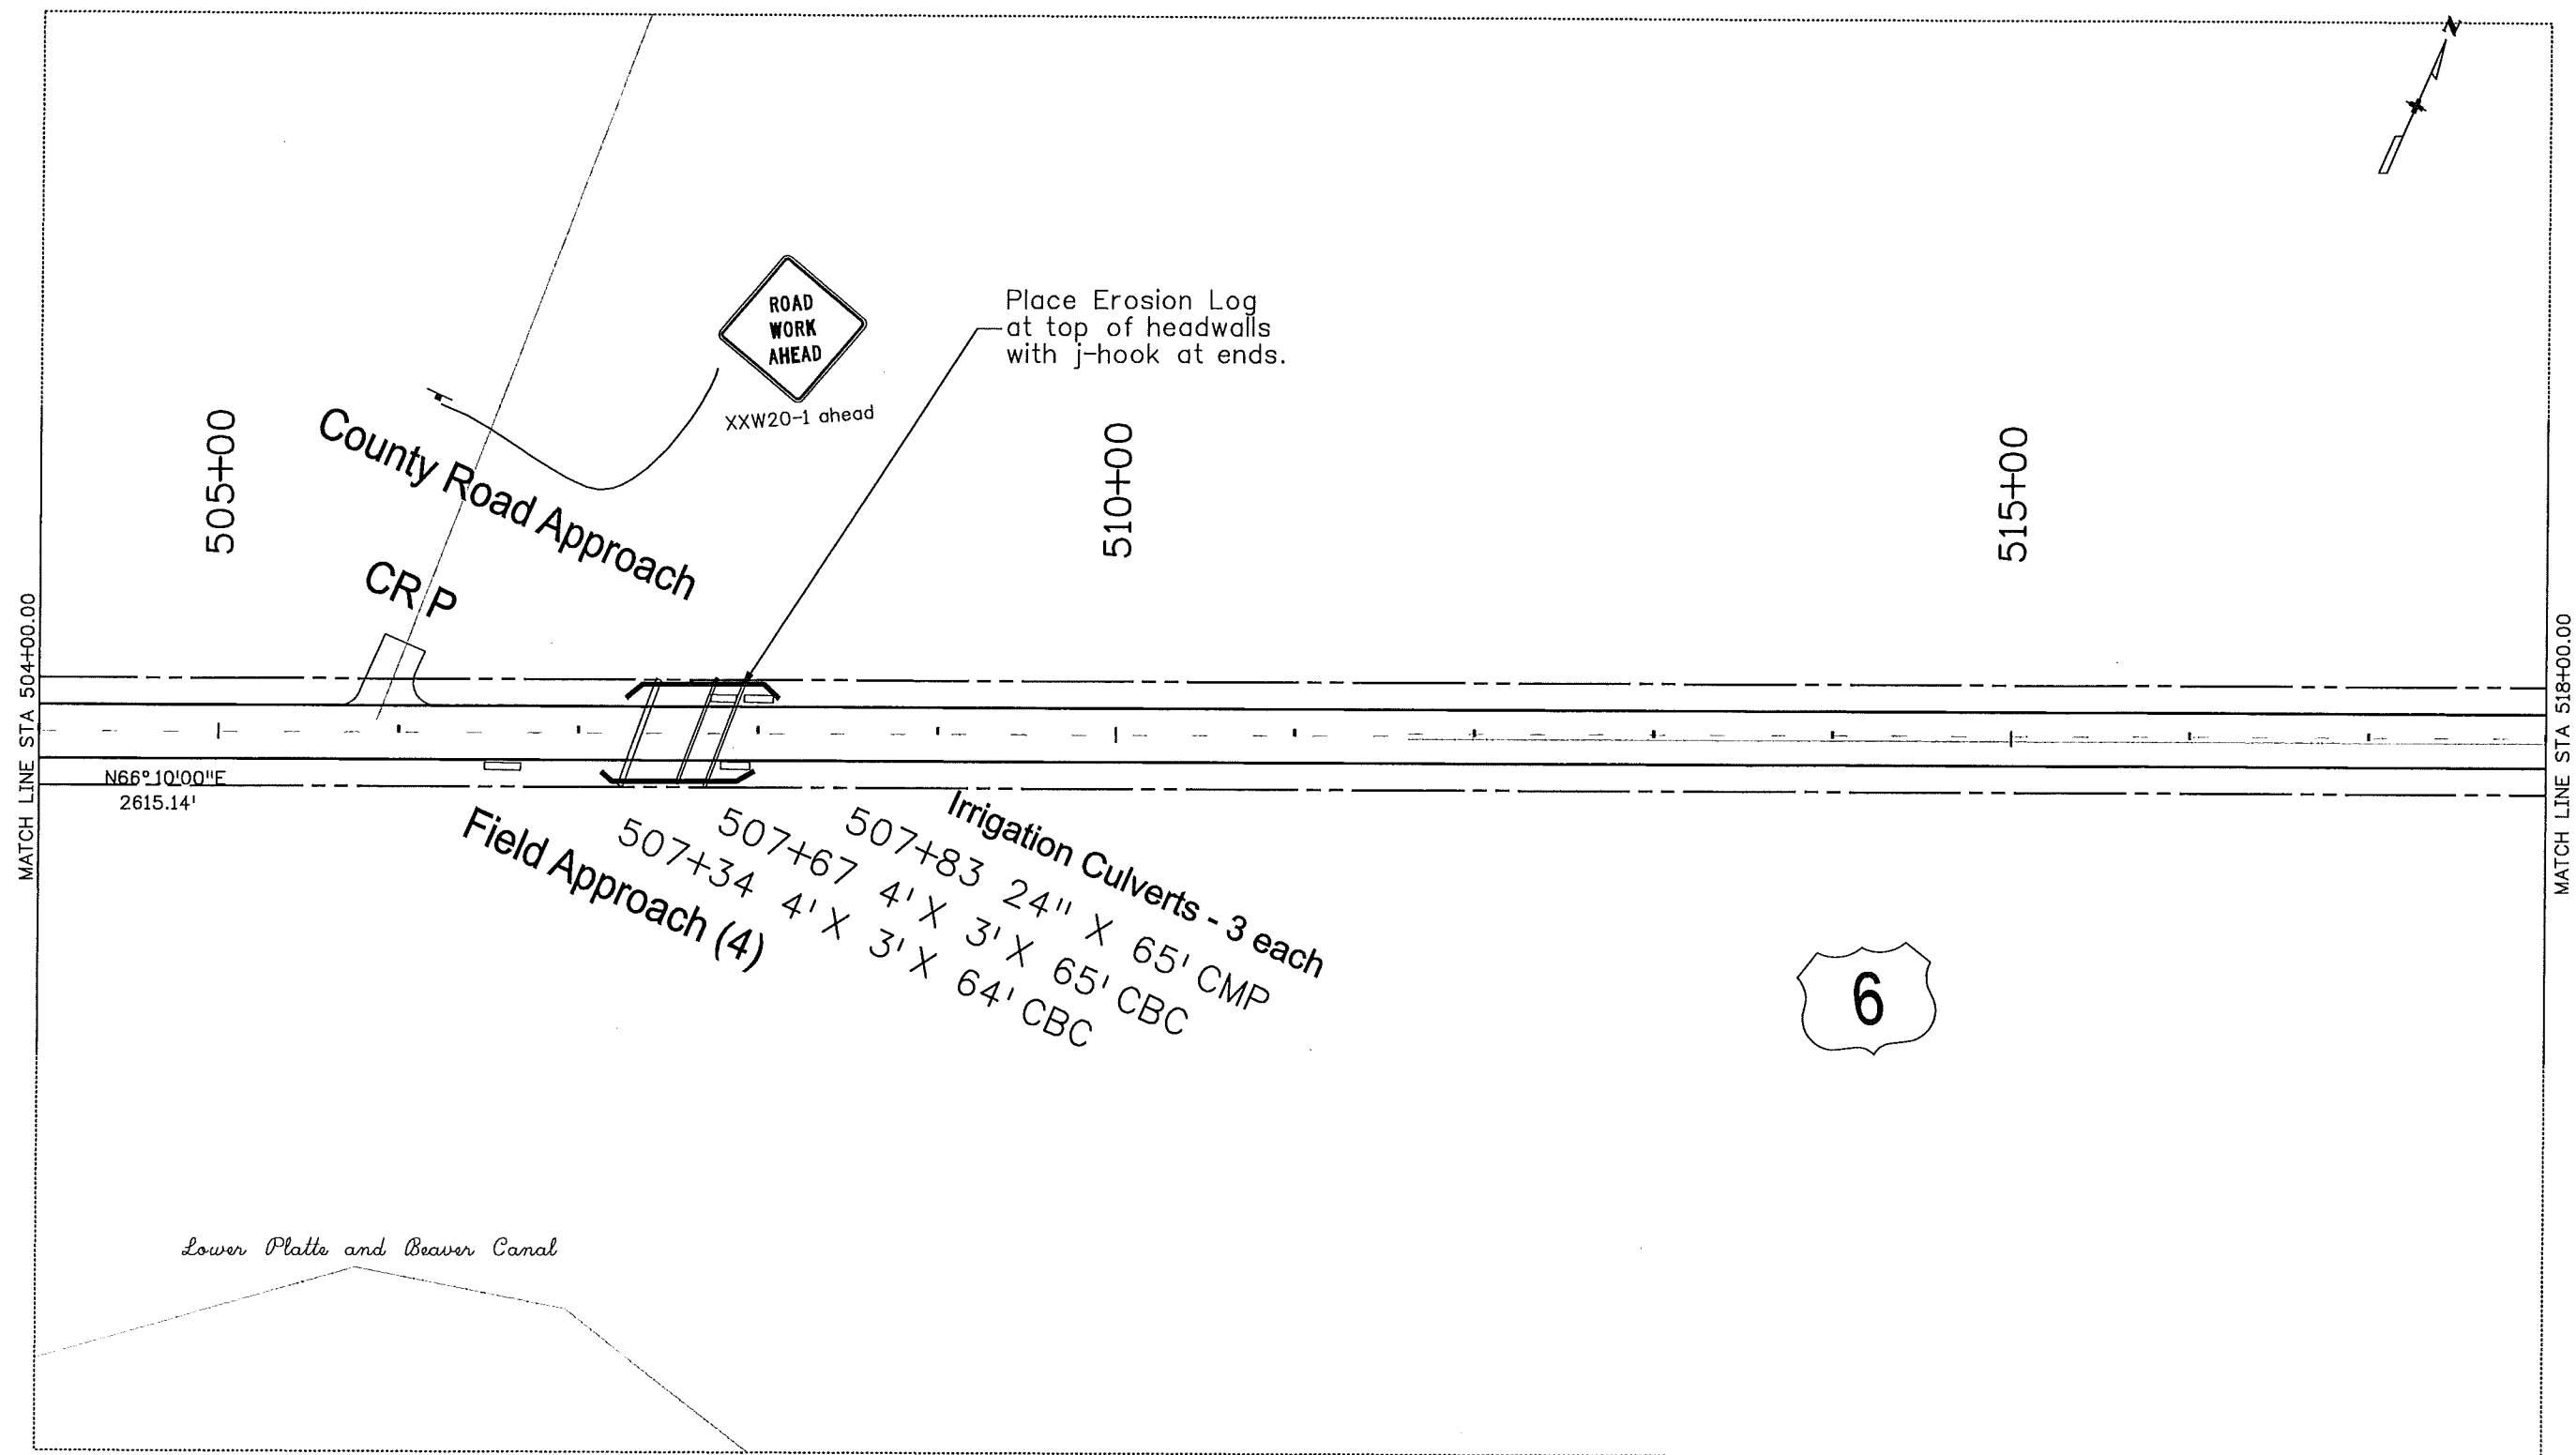 N
ROAD
WORK
AHEAD
XXW20-1 ahead
Place Erosion Log
at top of headwalls
with j-hook at ends.
505+00
510+00
515+00
County Road Approach
CR P
MATCH LINE STA 504+00.00
MATCH LINE STA 518+00.00
N66°10'00"E
2615.14'
Irrigation Culverts - 3 each
507+83 24" X 65' CMP
507+67 4' X 3' X 65' CBC
507+34 4' X 3' X 64' CBC
Field Approach (4)
6
Lower Platte and Beaver Canal